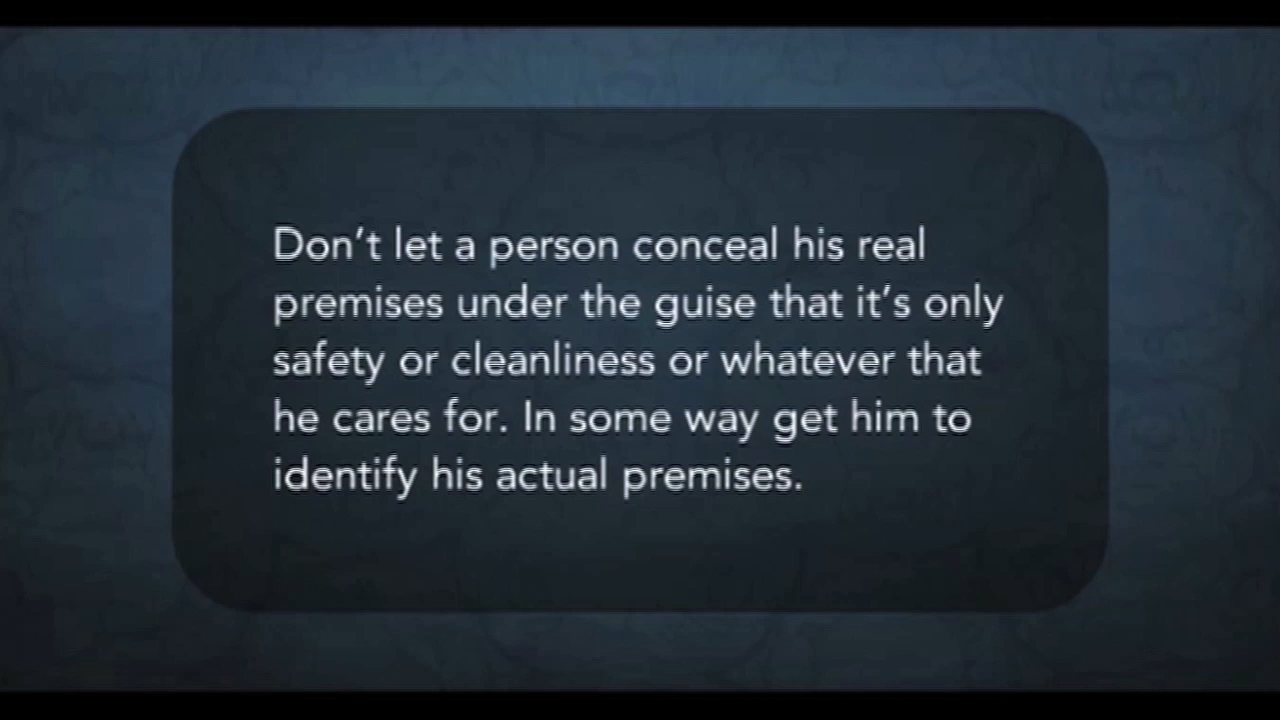 Don't let a person conceal his real
premises under the guise that it's only
safety or cleanliness or whatever that
he cares for. In some way get him to
identify his actual premises.